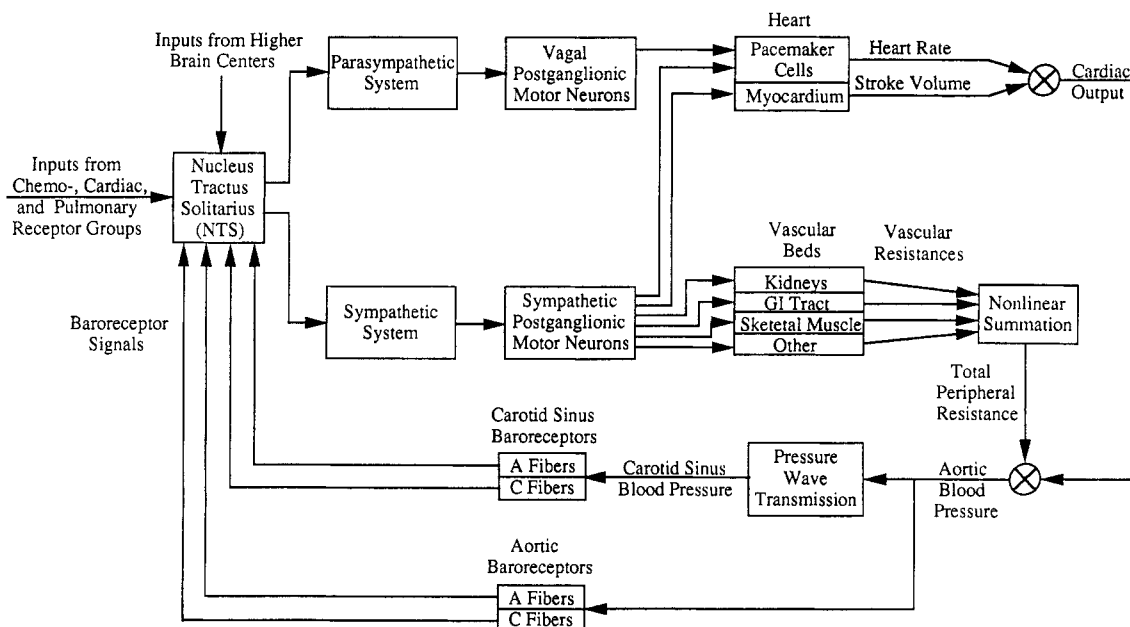 Inputs from Higher
Brain Centers
Parasympathetic
System
Vagal
Postganglionic
Motor Neurons
Heart
Pacemaker
Cells
Myocardium
Heart Rate
Stroke Volume
Cardiac
Output
Inputs from
Chemo-, Cardiac,
and Pulmonary
Receptor Groups
Nucleus
Tractus
Solitarius
(NTS)
Baroreceptor
Signals
Sympathetic
System
Sympathetic
Postganglionic
Motor Neurons
Vascular
Beds
Kidneys
GI Tract
Sketetal Muscle
Other
Vascular
Resistances
Nonlinear
Summation
Total
Peripheral
Resistance
Carotid Sinus
Baroreceptors
A Fibers
C Fibers
Carotid Sinus
Blood Pressure
Pressure
Wave
Transmission
Aortic
Blood
Pressure
Aortic
Baroreceptors
A Fibers
C Fibers